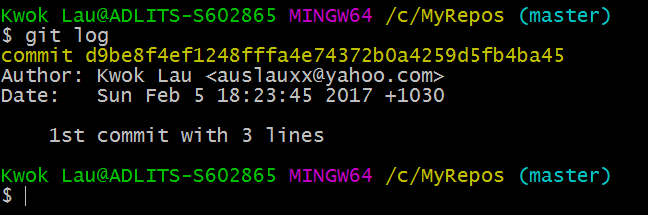 Kwok Lau@ADLITS-S602865 MINGW64 /c/MyRepos (master)
$ git log
commit d9be8f4ef1248fffa4e74372b0a4259d5fb4ba45
Author: Kwok Lau <auslauxx@yahoo.com>
Date:   Sun Feb 5 18:23:45 2017 +1030
    1st commit with 3 lines
Kwok Lau@ADLITS-S602865 MINGW64 /c/MyRepos (master)
$